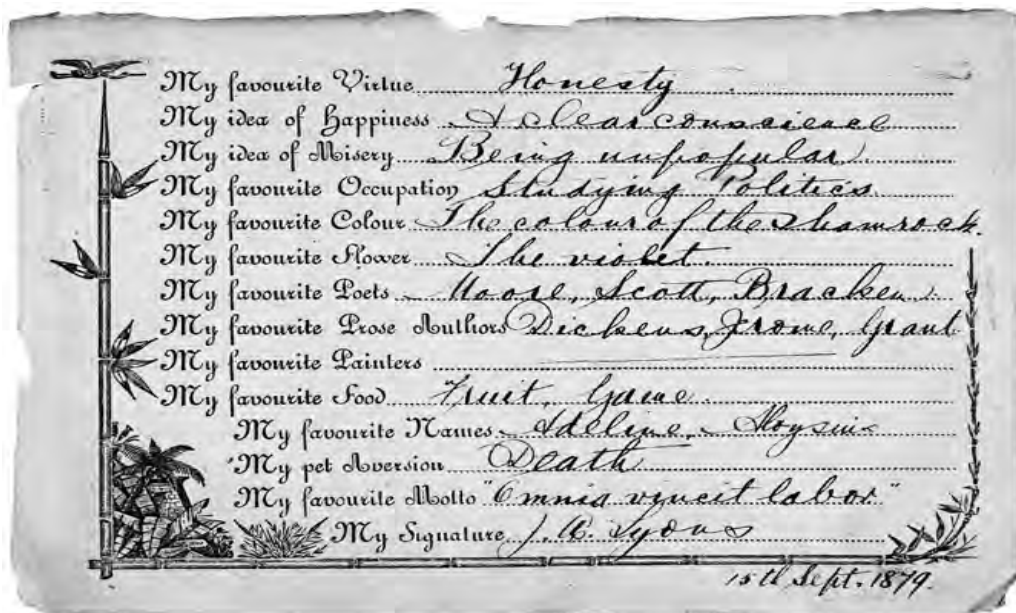 My favourite Virtue Honesty
My idea of Happiness A clear conscience
My idea of Misery Being unpopular
My favourite Occupation Studying Politics
My favourite Colour The colour of the shamrock.
My favourite Flower The violet.
My favourite Poets Moore, Scott, Bracken
My favourite Prose Authors Dickens, Jrome, Grant
My favourite Painters
My favourite Food Fruit, Game
My favourite Names Adeline,
My pet Aversion Death
My favourite Motto "Omnia vincit labor"
My Signature J. A. Lyons
15th Sept. 1879.